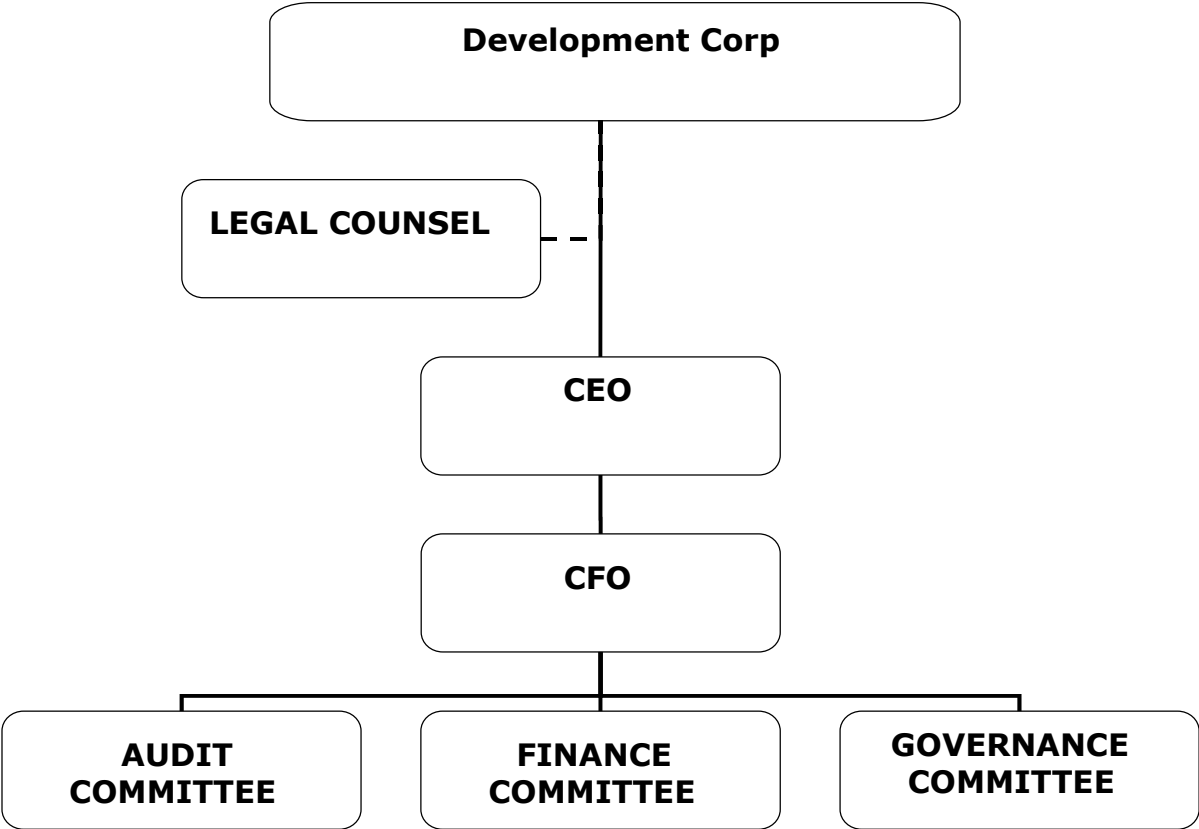 Development Corp
LEGAL COUNSEL
CEO
CFO
AUDIT
COMMITTEE
FINANCE
COMMITTEE
GOVERNANCE
COMMITTEE